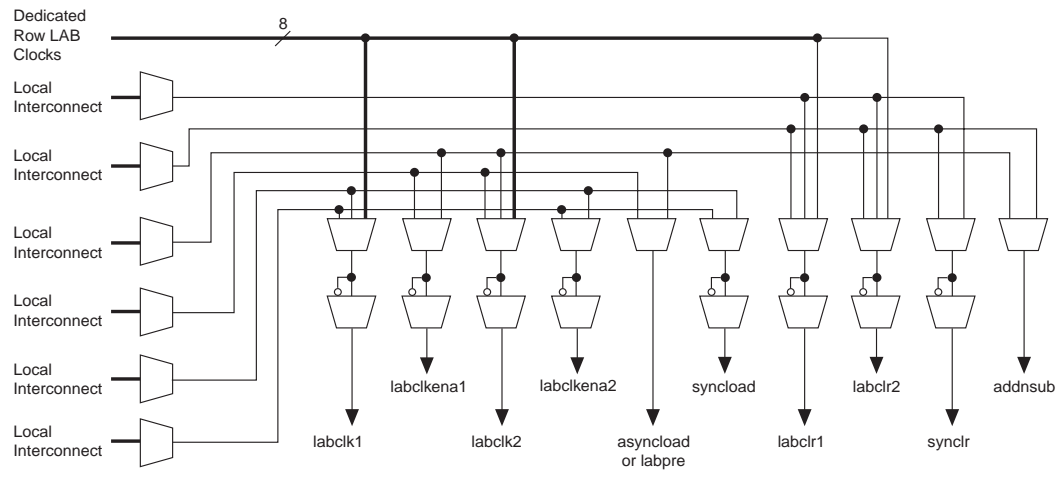 Dedicated
Row LAB
Clocks
8
Local
Interconnect
Local
Interconnect
Local
Interconnect
Local
Interconnect
Local
Interconnect
Local
Interconnect
labclkena1
labclkena2
syncload
labclr2
addnsub
labclk1
labclk2
asyncload
or labpre
labclr1
synclr